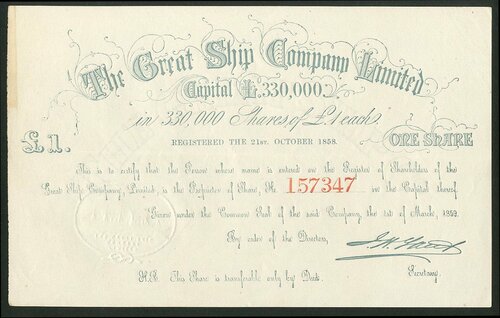 The Great Ship Company Limited
Capital £.330,000.
in 330,000 Shares of £1 each
REGISTERED THE 21ST. OCTOBER 1858.
£1.
ONE SHARE
This is to certify that the Person whose name is entered on the Register of Shareholders of the
Great Ship Company, Limited, is the Proprietor of Share, No. 157347 in the Capital thereof
Given under the Common Seal of the said Company, the 1st of March, 1859.
By order of the Directors,
Secretary.
N.B. This Share is transferable only by Deed.